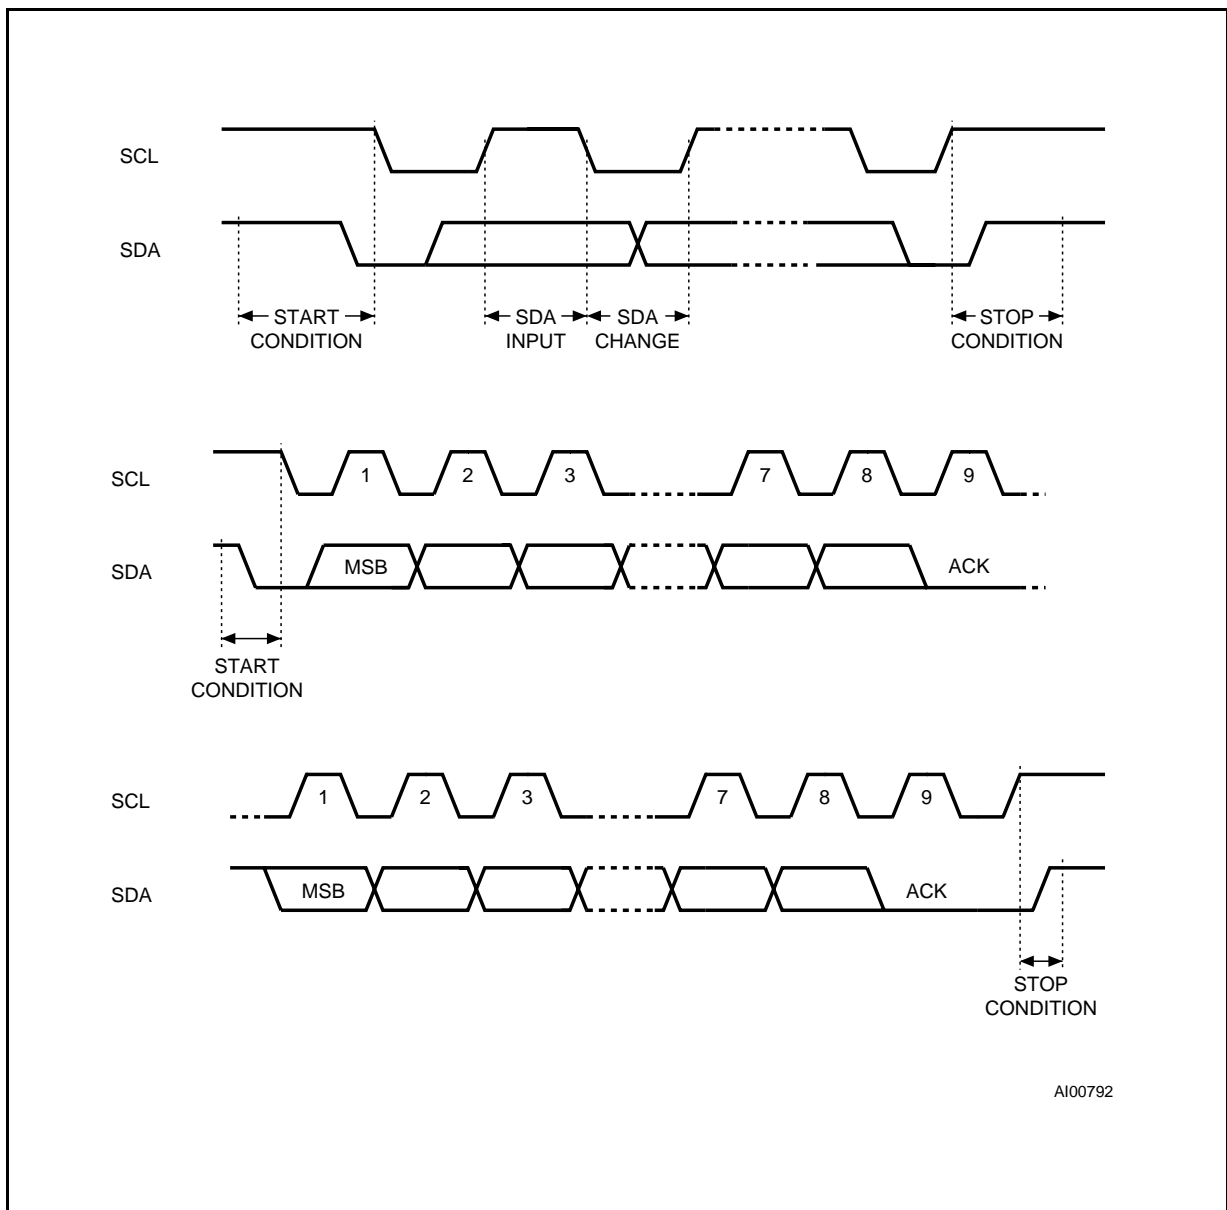 SCL
SDA
START
CONDITION
SDA
INPUT
SDA
CHANGE
STOP
CONDITION
SCL
1 2 3 7 8 9
SDA
MSB ACK
START
CONDITION
SCL
1 2 3 7 8 9
SDA
MSB ACK
STOP
CONDITION
AI00792